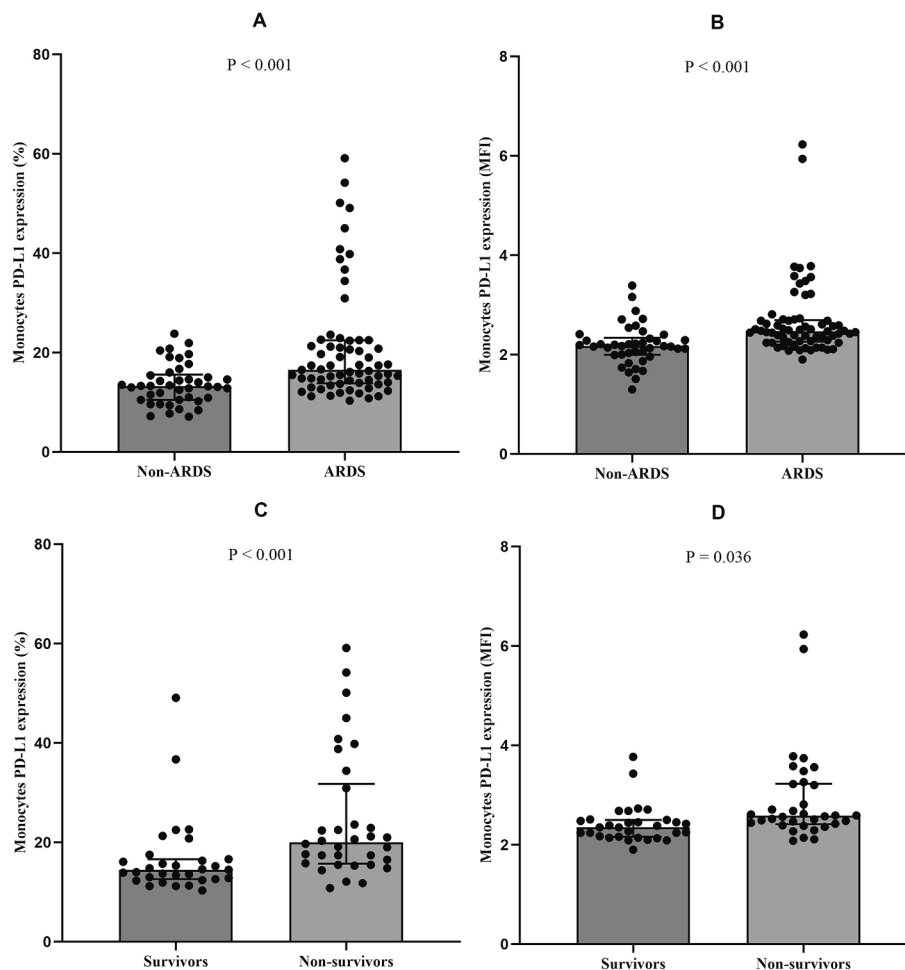 A
P < 0.001
Monocytes PD-L1 expression (%)
80
60
40
20
0
Non-ARDS
ARDS
B
P < 0.001
Monocytes PD-L1 expression (MFI)
8
6
4
2
0
Non-ARDS
ARDS
C
P < 0.001
Monocytes PD-L1 expression (%)
80
60
40
20
0
Survivors
Non-survivors
D
P = 0.036
Monocytes PD-L1 expression (MFI)
8
6
4
2
0
Survivors
Non-survivors